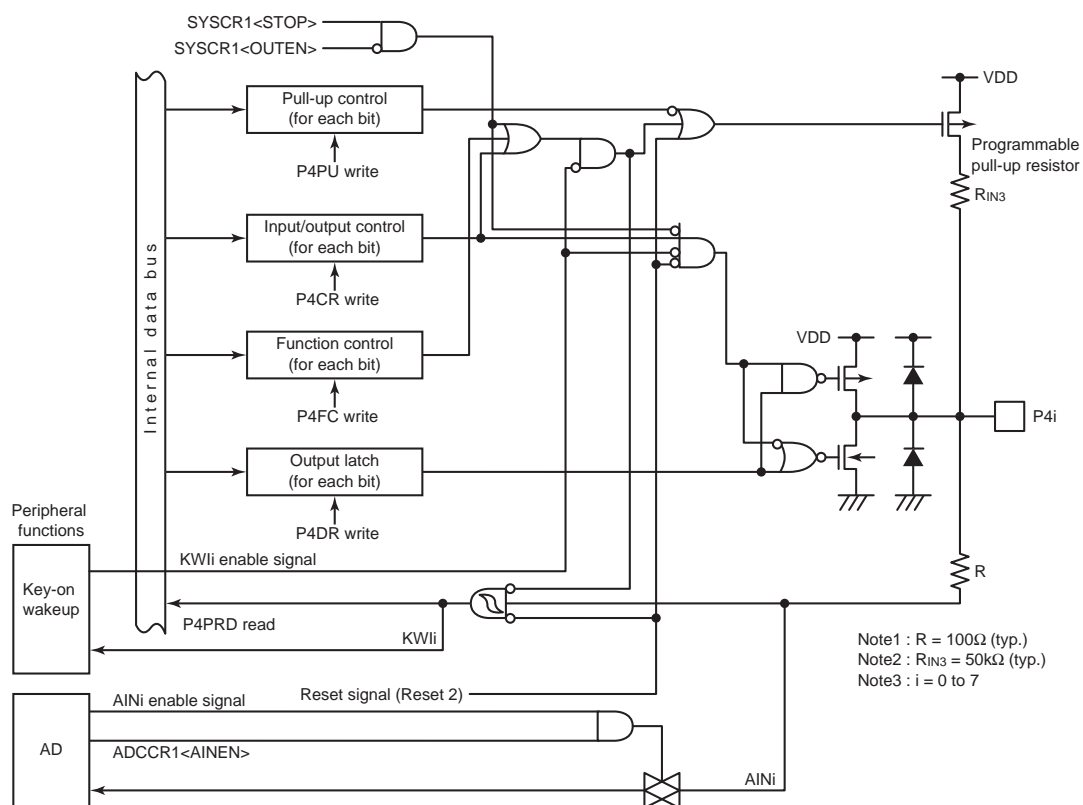 SYSCR1<STOP>
SYSCR1<OUTEN>
Internal data bus
Pull-up control
(for each bit)
P4PU write
Input/output control
(for each bit)
P4CR write
Function control
(for each bit)
P4FC write
Output latch
(for each bit)
P4DR write
VDD
Programmable
pull-up resistor
RIN3
VDD
P4i
R
Peripheral
functions
Key-on
wakeup
KWIi enable signal
P4PRD read
KWIi
Reset signal (Reset 2)
AD
AINi enable signal
ADCCR1<AINEN>
AINi
Note1 : R = 100Ω (typ.)
Note2 : RIN3 = 50kΩ (typ.)
Note3 : i = 0 to 7